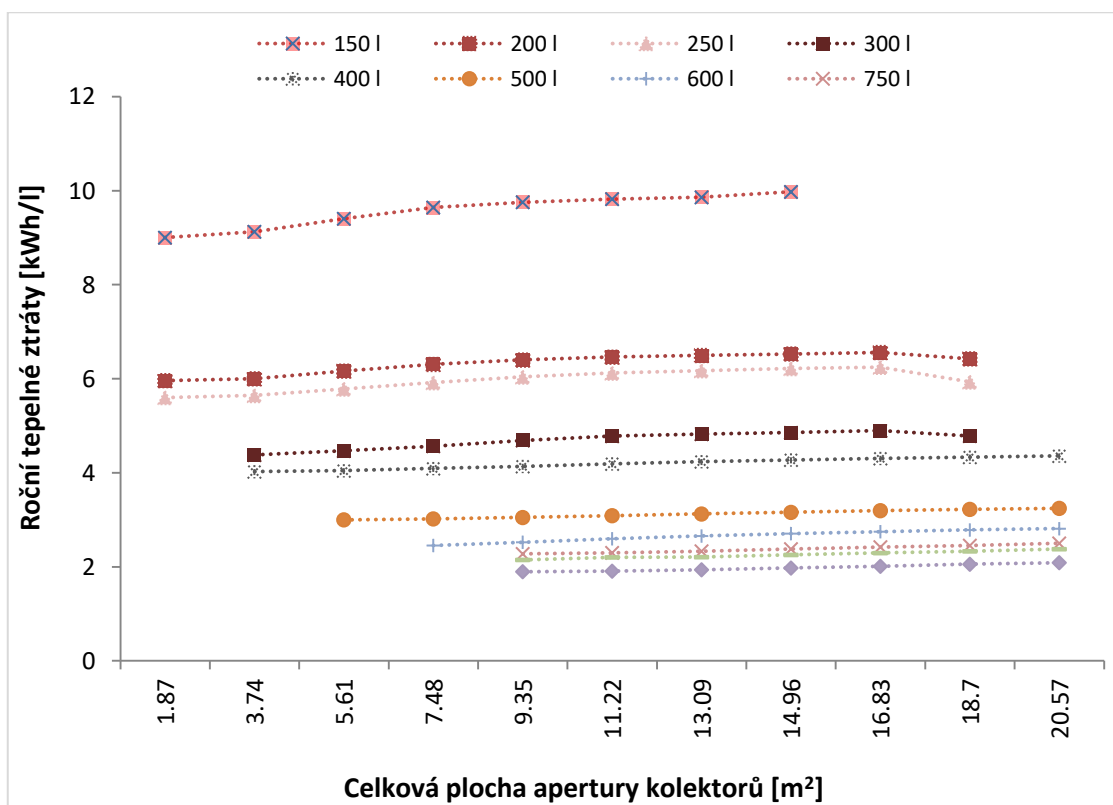 150 l 200 l 250 l 300 l
400 l 500 l 600 l 750 l
Roční tepelné ztráty [kWh/l]
12
10
8
6
4
2
0
1.87 3.74 5.61 7.48 9.35 11.22 13.09 14.96 16.83 18.7 20.57
Celková plocha apertury kolektorů [m²]